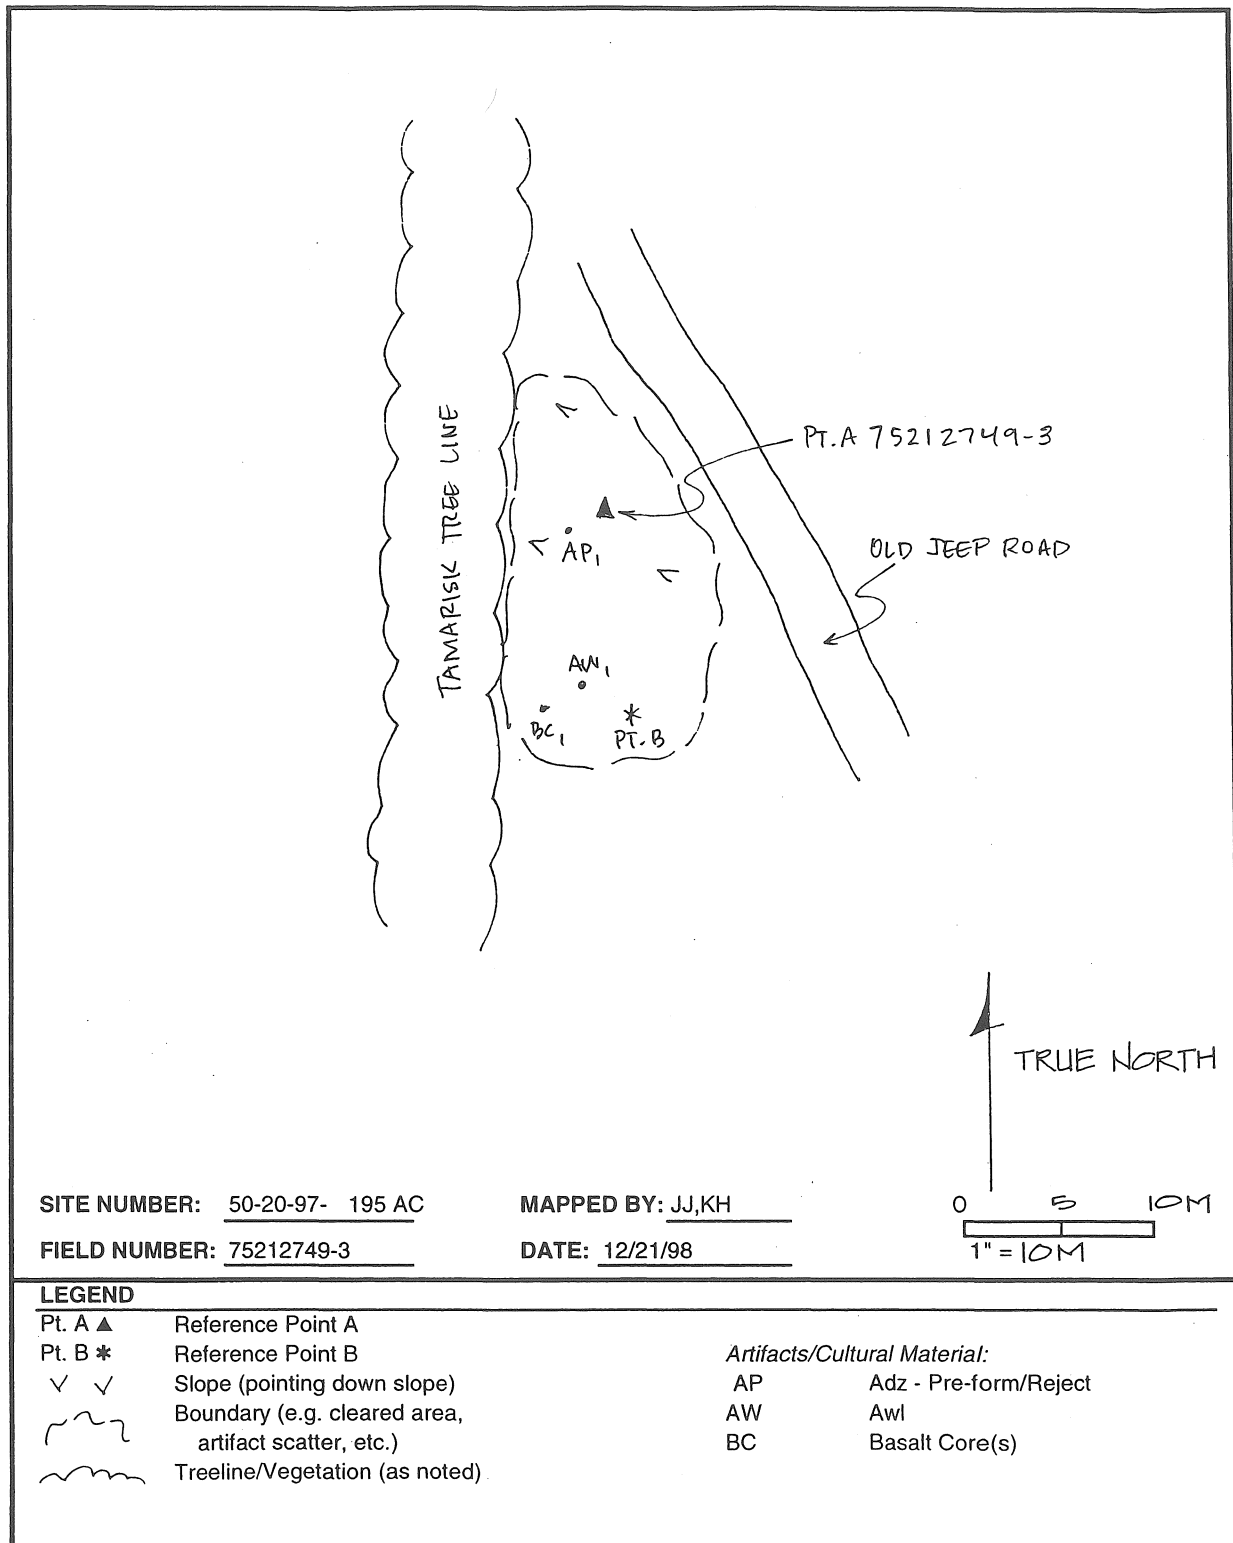 PT. A 75212749-3
OLD JEEP ROAD
TAMARISK TREE LINE
AP1
AW1
BC1
PT. B
TRUE NORTH
SITE NUMBER: 50-20-97- 195 AC
MAPPED BY: JJ,KH
0 5 10M
FIELD NUMBER: 75212749-3
DATE: 12/21/98
1" = 10M
LEGEND
Pt. A ▲ Reference Point A
Pt. B * Reference Point B
Slope (pointing down slope)
Boundary (e.g. cleared area,
artifact scatter, etc.)
Treeline/Vegetation (as noted)
Artifacts/Cultural Material:
AP Adz - Pre-form/Reject
AW Awl
BC Basalt Core(s)